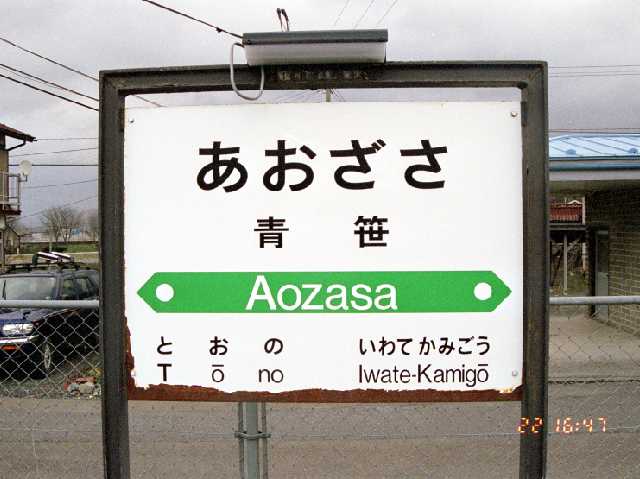 あおざさ
青笹
Aozasa
とおの いわてかみごう
Tōno Iwate-Kamigō
22 16:47